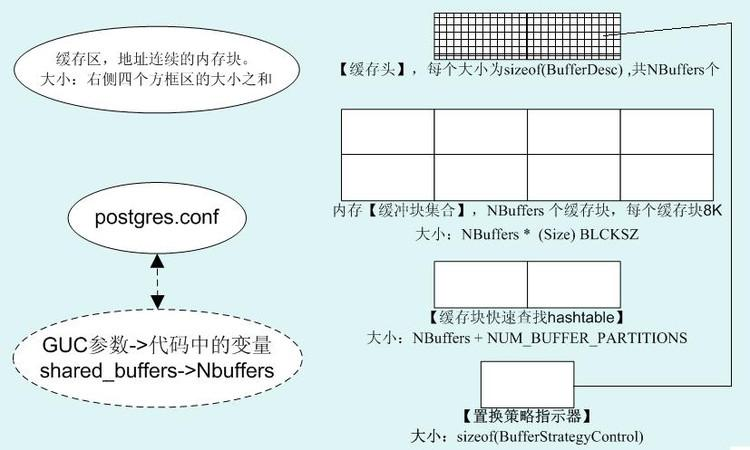 缓存区，地址连续的内存块。
大小：右侧四个方框区的大小之和
【缓存头】，每个大小为sizeof(BufferDesc) ,共NBuffers个
内存【缓冲块集合】，NBuffers 个缓存块，每个缓存块8K
大小：NBuffers * (Size) BLCKSZ
postgres.conf
GUC参数->代码中的变量
shared_buffers->Nbuffers
【缓存块快速查找hashtable】
大小：NBuffers + NUM_BUFFER_PARTITIONS
【置换策略指示器】
大小：sizeof(BufferStrategyControl)